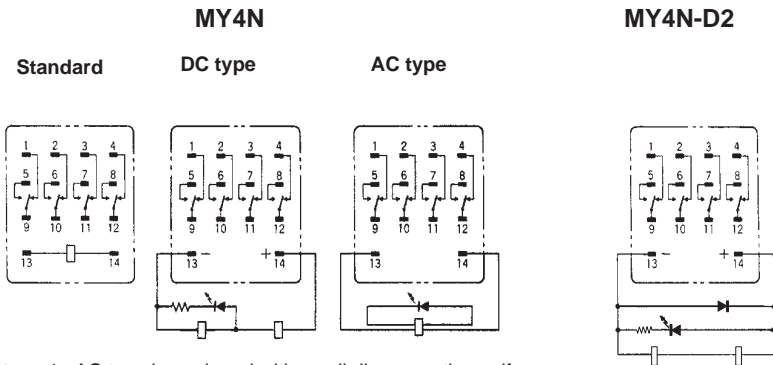 MY4N MY4N-D2
Standard DC type AC type
1 2 3 4 1 2 3 4 1 2 3 4 1 2 3 4
5 6 7 8 5 6 7 8 5 6 7 8 5 6 7 8
9 10 11 12 9 10 11 12 9 10 11 12 9 10 11 12
- + - +
13 14 13 14 13 14 13 14